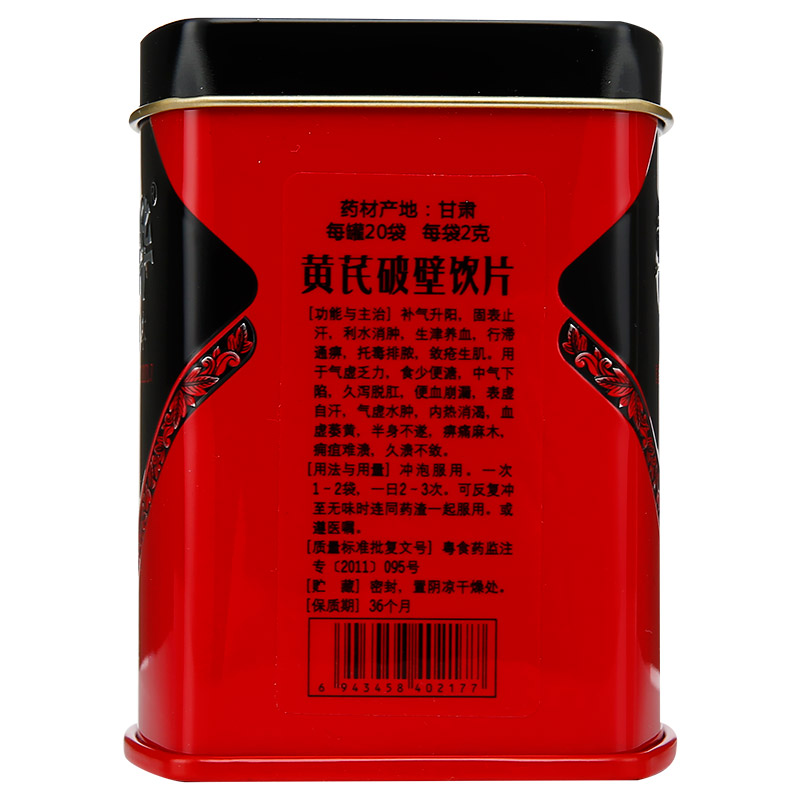 药材产地：甘肃
每罐20袋 每袋2克
黄芪破壁饮片
[功能与主治] 补气升阳，固表止
汗，利水消肿，生津养血，行滞
通痹，托毒排脓，敛疮生肌。用
于气虚乏力，食少便溏，中气下
陷，久泻脱肛，便血崩漏，表虚
自汗，气虚水肿，内热消渴，血
虚萎黄，半身不遂，痹痛麻木，
痈疽难溃，久溃不敛。
[用法与用量] 冲泡服用。一次
1-2袋，一日2-3次。可反复冲
至无味时连同药渣一起服用。或
遵医嘱。
[质量标准批复文号] 粤食药监注
专〔2011〕095号
[贮 藏] 密封，置阴凉干燥处。
[保质期] 36个月
6 943458 402177